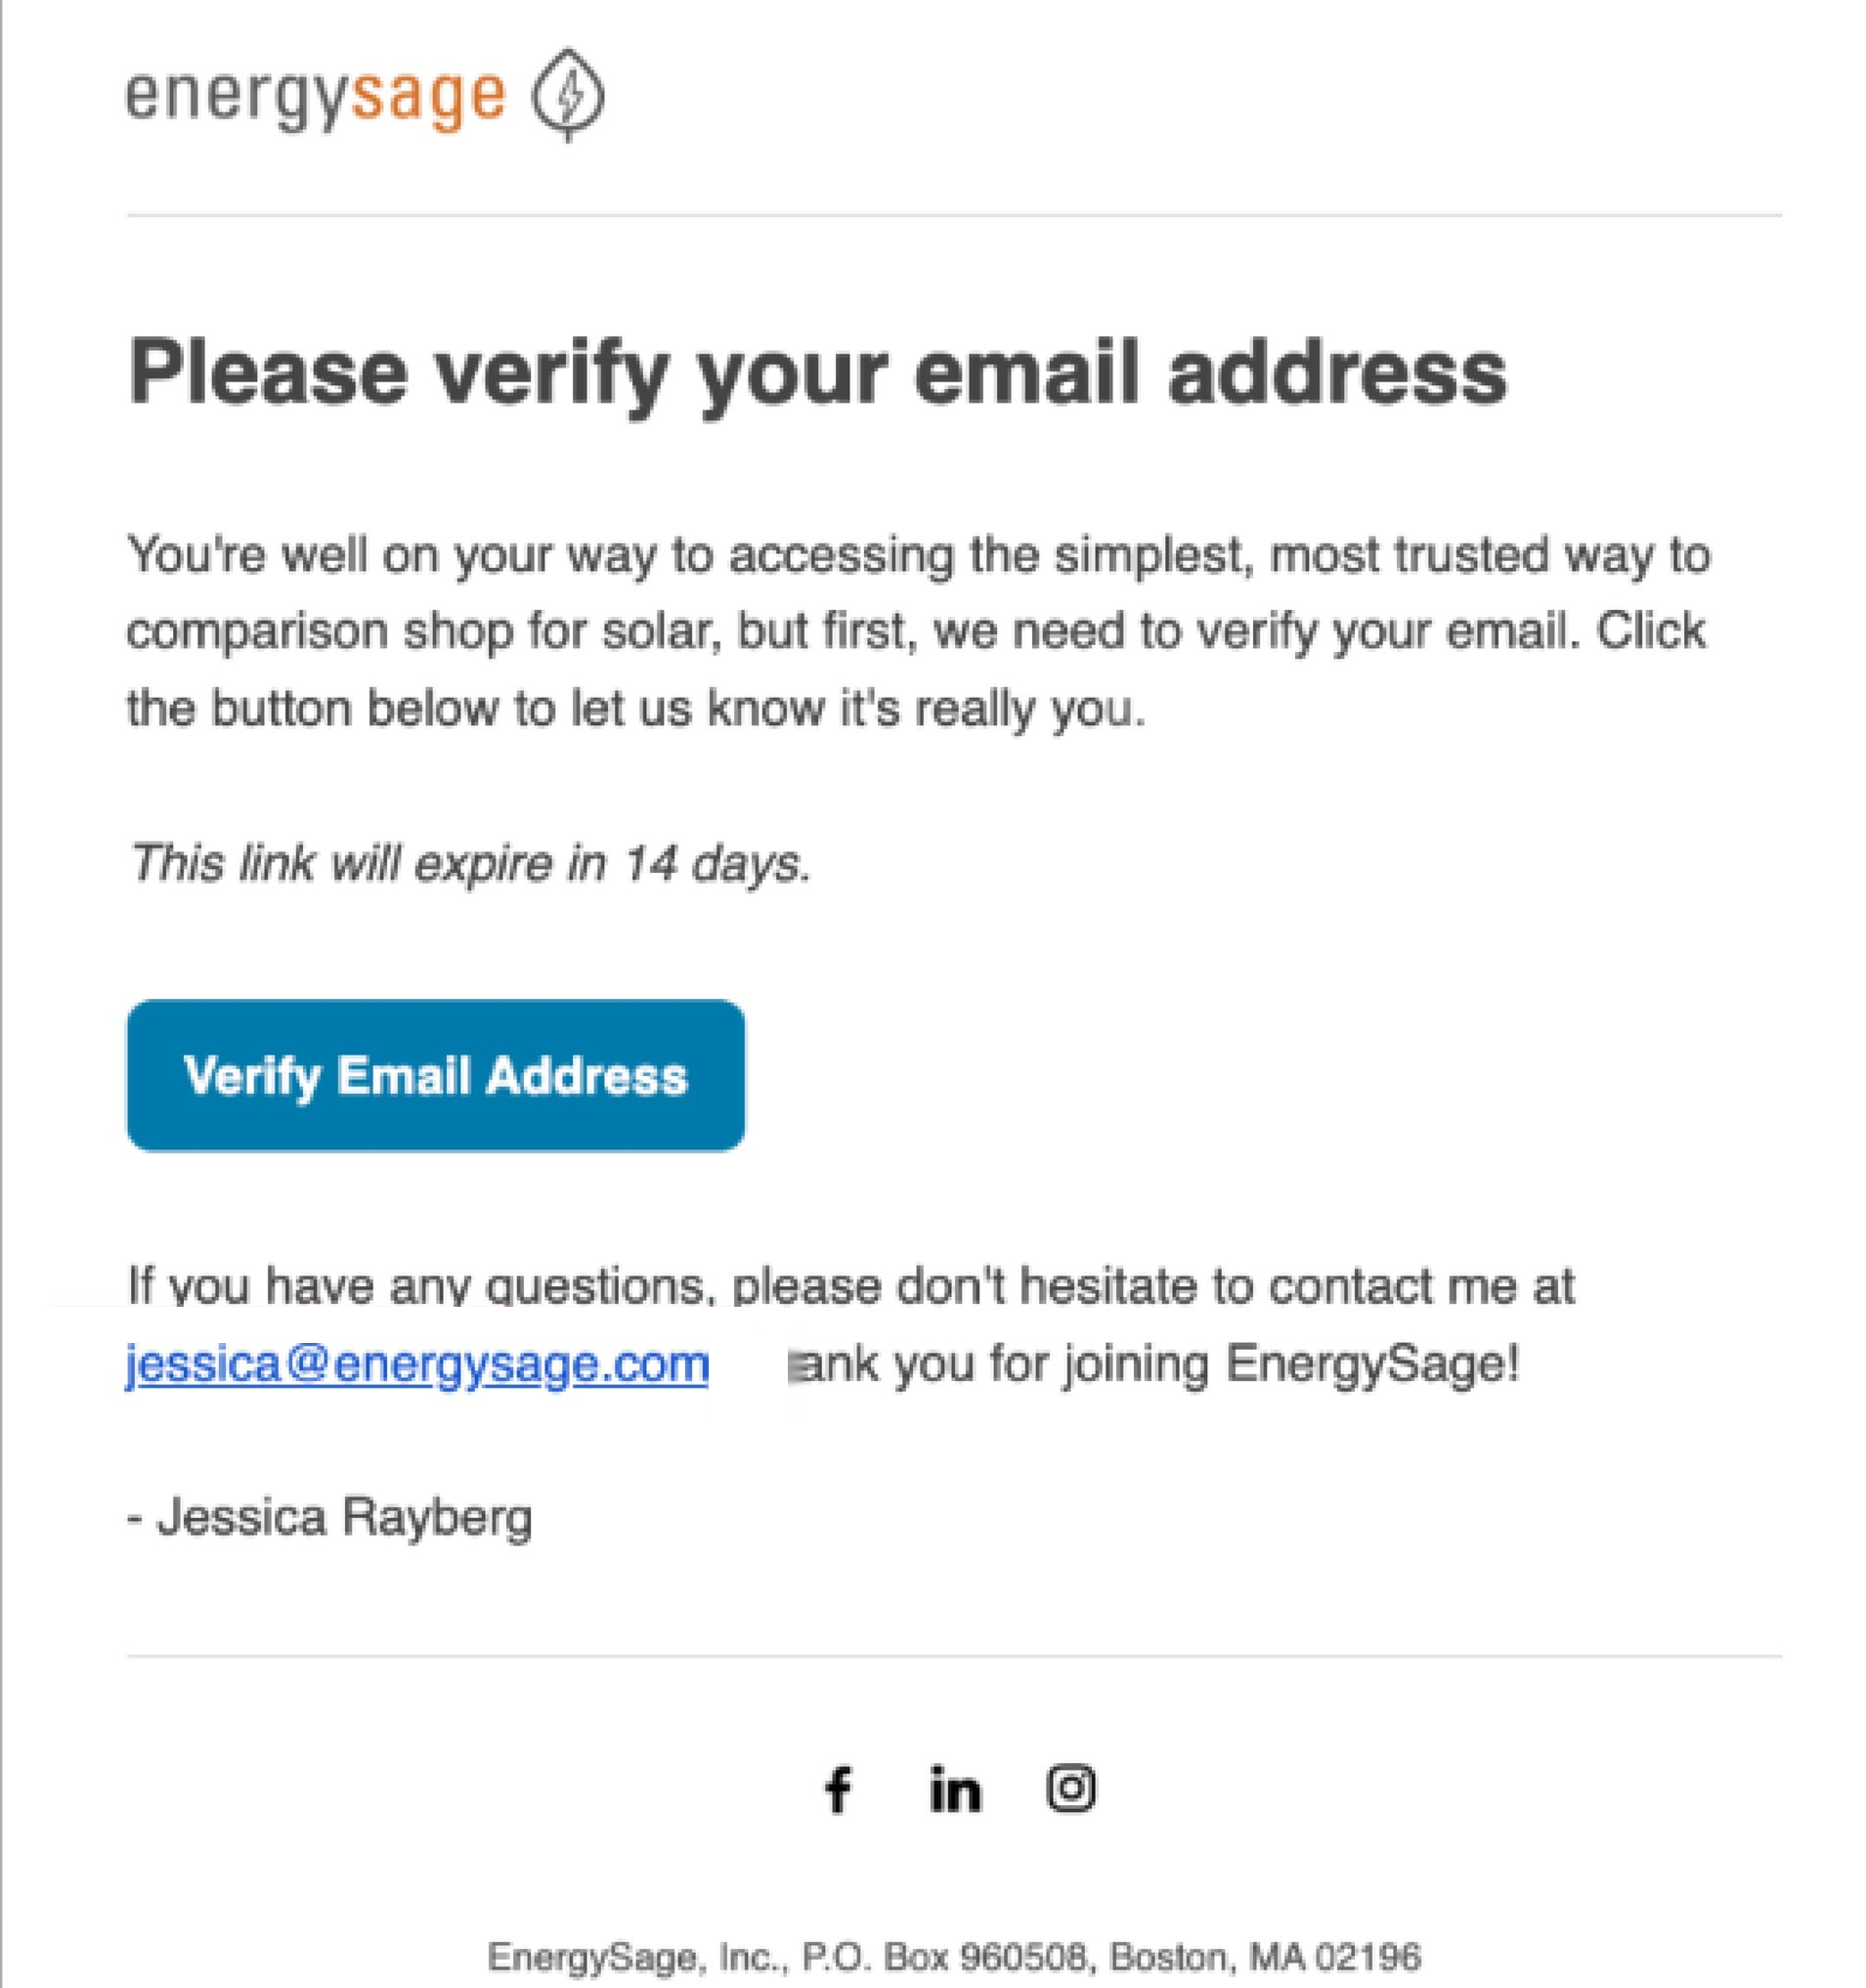 energysage
Please verify your email address
You're well on your way to accessing the simplest, most trusted way to
comparison shop for solar, but first, we need to verify your email. Click
the button below to let us know it's really you.
This link will expire in 14 days.
Verify Email Address
If you have any questions, please don't hesitate to contact me at
jessica@energysage.com ank you for joining EnergySage!
- Jessica Rayberg
f in
EnergySage, Inc., P.O. Box 960508, Boston, MA 02196